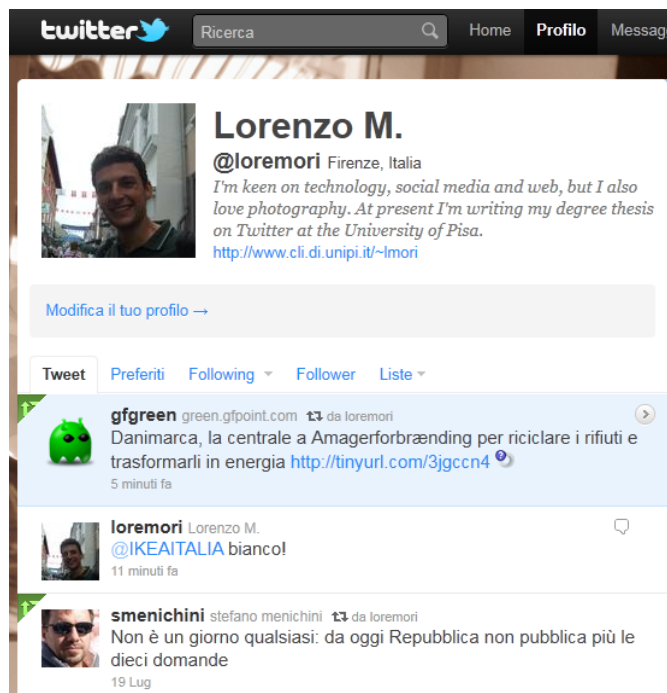 twitter Ricerca Home Profilo Messag
Lorenzo M.
@loremori Firenze, Italia
I'm keen on technology, social media and web, but I also
love photography. At present I'm writing my degree thesis
on Twitter at the University of Pisa.
http://www.cli.di.unipi.it/~lmori
Modifica il tuo profilo →
Tweet Preferiti Following Follower Liste
gfgreen green.gfpoint.com da loremori
Danimarca, la centrale a Amagerforbrænding per riciclare i rifiuti e
trasformarli in energia http://tinyurl.com/3jgccn4
5 minuti fa
loremori Lorenzo M.
@IKEAITALIA bianco!
11 minuti fa
smenichini stefano menichini da loremori
Non è un giorno qualsiasi: da oggi Repubblica non pubblica più le
dieci domande
19 Lug